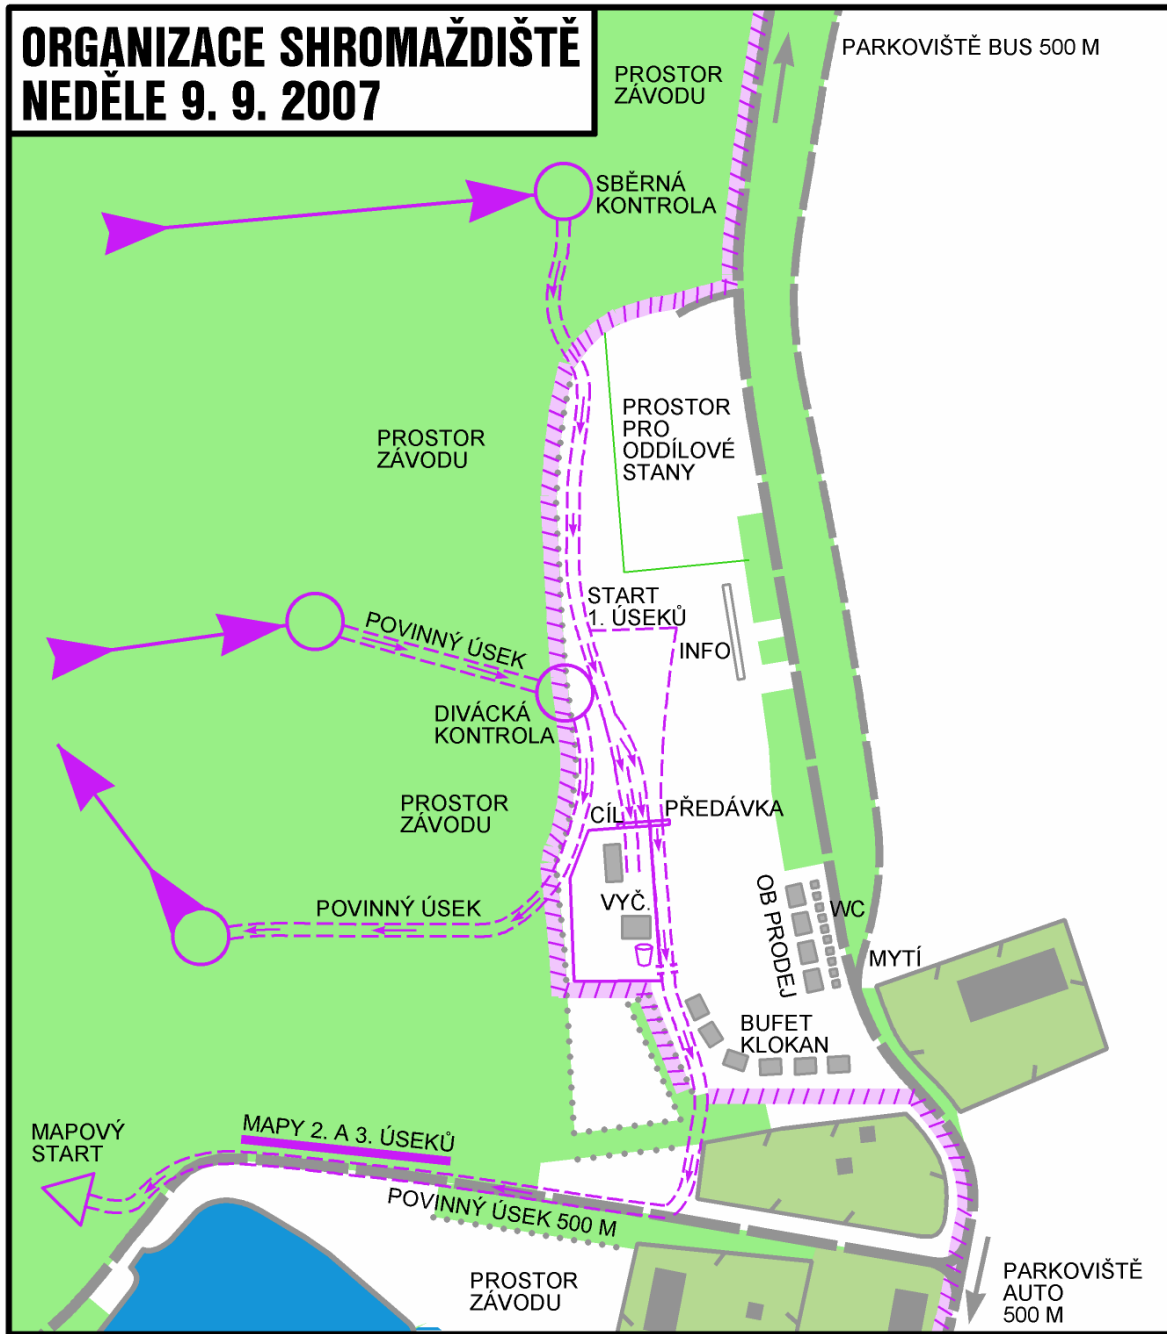 ORGANIZACE SHROMAŽDIŠTĚ
NEDĚLE 9. 9. 2007
PARKOVIŠTĚ BUS 500 M
PROSTOR
ZÁVODU
SBĚRNÁ
KONTROLA
PROSTOR
PRO
ODDÍLOVÉ
STANY
PROSTOR
ZÁVODU
START
1. ÚSEKŮ
POVINNÝ ÚSEK
INFO
DIVÁCKÁ
KONTROLA
PROSTOR
ZÁVODU
CÍL
PŘEDÁVKA
POVINNÝ ÚSEK
VYČ.
OB PRODEJ
WC
MYTÍ
BUFET
KLOKAN
MAPOVÝ
START
MAPY 2. A 3. ÚSEKŮ
POVINNÝ ÚSEK 500 M
PROSTOR
ZÁVODU
PARKOVIŠTĚ
AUTO
500 M